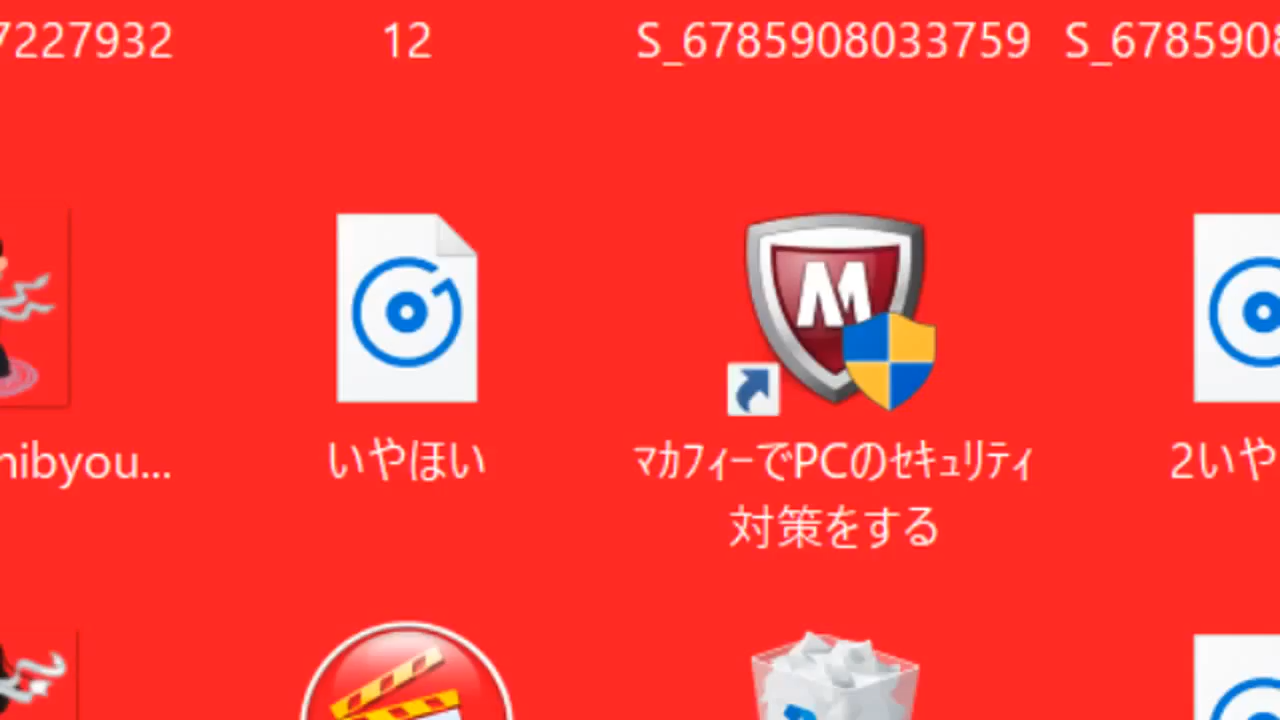 7227932
12
S_6785908033759
S_678590
nibyou...
いやほい
ﾏｶﾌｨｰでPCのｾｷｭﾘﾃｨ
対策をする
2いや